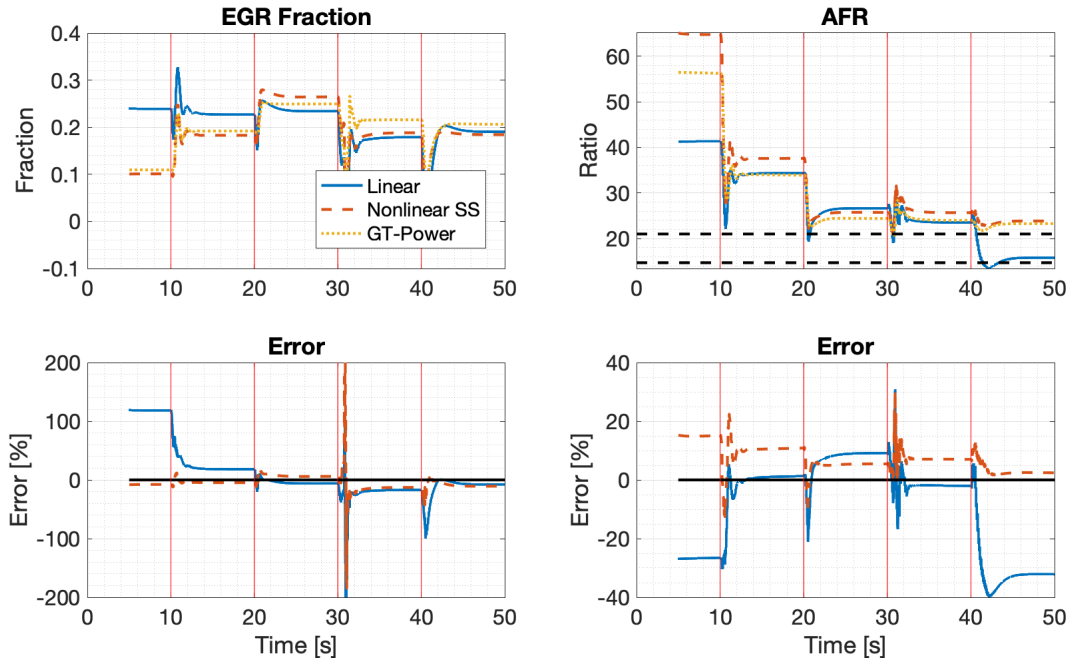 EGR Fraction
Fraction
0.4
0.3
0.2
0.1
0
-0.1
Linear
Nonlinear SS
GT-Power
0 10 20 30 40 50
AFR
Ratio
60
50
40
30
20
0 10 20 30 40 50
Error
Error [%]
200
100
0
-100
-200
0 10 20 30 40 50
Time [s]
Error
Error [%]
40
20
0
-20
-40
0 10 20 30 40 50
Time [s]